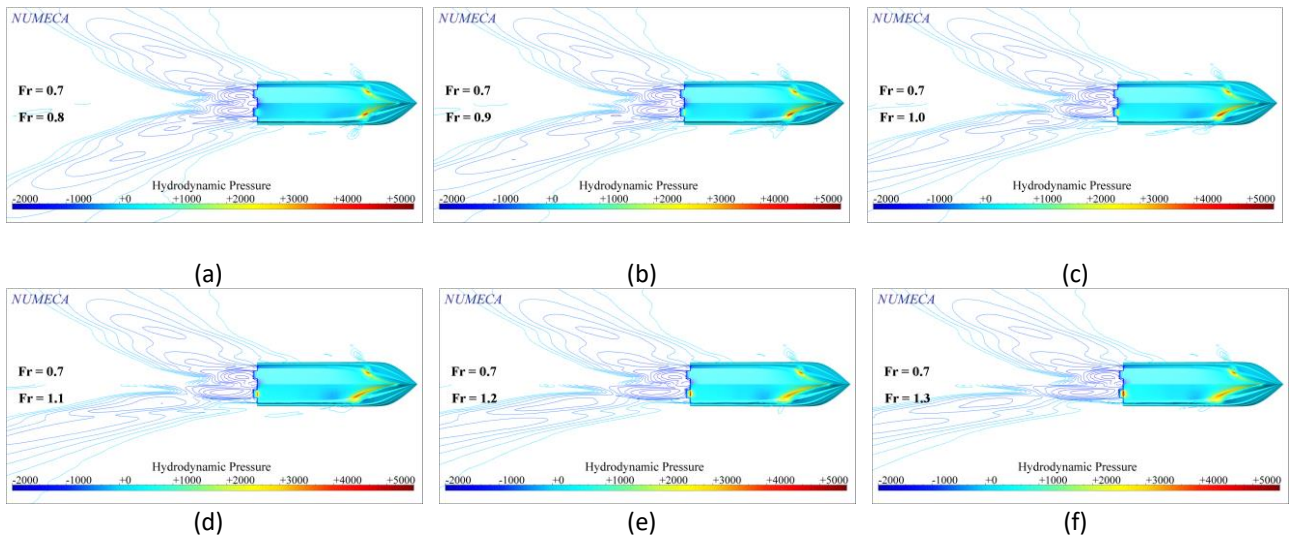 NUMECA
Fr = 0.7
Fr = 0.8
Hydrodynamic Pressure
-2000 -1000 +0 +1000 +2000 +3000 +4000 +5000
(a)
NUMECA
Fr = 0.7
Fr = 0.9
Hydrodynamic Pressure
-2000 -1000 +0 +1000 +2000 +3000 +4000 +5000
(b)
NUMECA
Fr = 0.7
Fr = 1.0
Hydrodynamic Pressure
-2000 -1000 +0 +1000 +2000 +3000 +4000 +5000
(c)
NUMECA
Fr = 0.7
Fr = 1.1
Hydrodynamic Pressure
-2000 -1000 +0 +1000 +2000 +3000 +4000 +5000
(d)
NUMECA
Fr = 0.7
Fr = 1.2
Hydrodynamic Pressure
-2000 -1000 +0 +1000 +2000 +3000 +4000 +5000
(e)
NUMECA
Fr = 0.7
Fr = 1.3
Hydrodynamic Pressure
-2000 -1000 +0 +1000 +2000 +3000 +4000 +5000
(f)